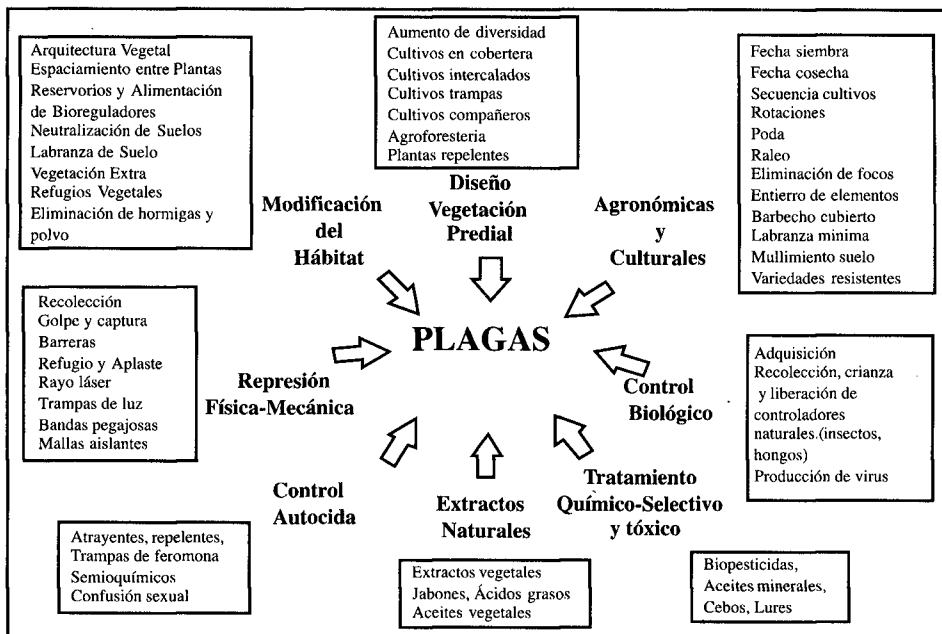 Arquitectura Vegetal
Espaciamiento entre Plantas
Reservorios y Alimentación
de Bioreguladores
Neutralización de Suelos
Labranza de Suelo
Vegetación Extra
Refugios Vegetales
Eliminación de hormigas y
polvo
Modificación
del
Hábitat
Aumento de diversidad
Cultivos en cobertera
Cultivos intercalados
Cultivos trampas
Cultivos compañeros
Agroforesteria
Plantas repelentes
Diseño
Vegetación
Predial
Fecha siembra
Fecha cosecha
Secuencia cultivos
Rotaciones
Poda
Raleo
Eliminación de focos
Entierro de elementos
Barbecho cubierto
Labranza minima
Mullimiento suelo
Variedades resistentes
Agronómicas
y
Culturales
PLAGAS
Recolección
Golpe y captura
Barreras
Refugio y Aplaste
Rayo láser
Trampas de luz
Bandas pegajosas
Mallas aislantes
Represión
Física-Mecánica
Control
Biológico
Adquisición
Recolección, crianza
y liberación de
controladores
naturales.(insectos,
hongos)
Producción de virus
Control
Autocida
Atrayentes, repelentes,
Trampas de feromona
Semioquímicos
Confusión sexual
Extractos
Naturales
Extractos vegetales
Jabones, Ácidos grasos
Aceites vegetales
Tratamiento
Químico-Selectivo
y tóxico
Biopesticidas,
Aceites minerales,
Cebos, Lures